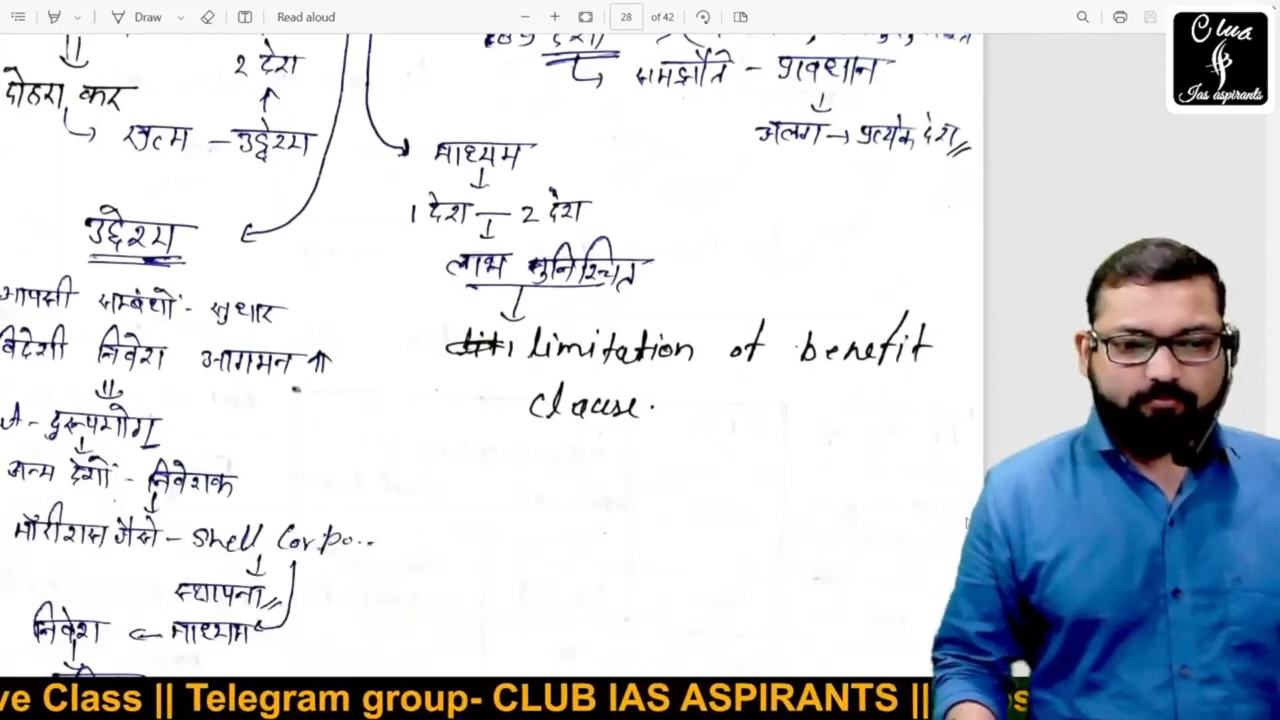 Draw
Read aloud
28 of 42
Club
Ias aspirants
2 देश
दोहरा कर
खत्म - उद्देश्य
समझौते - प्रावधान
अलग → प्रत्येक देश
माध्यम
1 देश - 2 देश
लाभ सुनिश्चित
limitation of benefit
clause.
उद्देश्य
आपसी सम्बंधों - सुधार
विदेशी निवेश आगमन ↑
दुरूपयोग
अन्य देशों - निवेशक
मॉरीशस जैसे - Shell Corpo...
स्थापना
निवेश ← माध्यम
ve Class || Telegram group- CLUB IAS ASPIRANTS ||